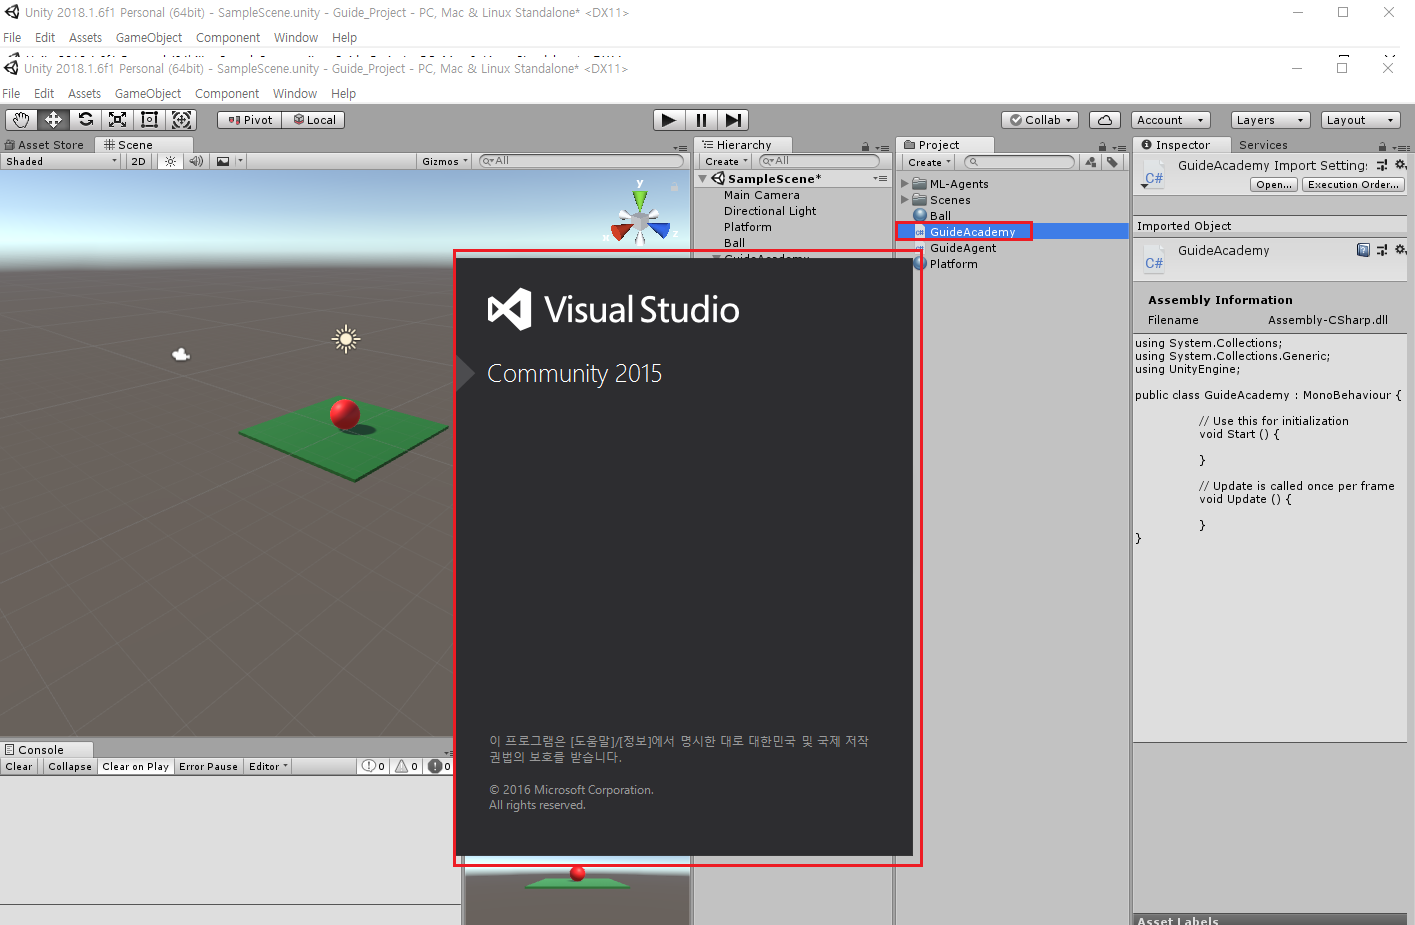 Unity 2018.1.6f1 Personal (64bit) - SampleScene.unity - Guide_Project - PC, Mac & Linux Standalone* <DX11>
File Edit Assets GameObject Component Window Help
Unity 2018.1.6f1 Personal (64bit) - SampleScene.unity - Guide_Project - PC, Mac & Linux Standalone* <DX11>
File Edit Assets GameObject Component Window Help
Pivot Local Collab Account Layers Layout
Asset Store Scene
Shaded 2D Gizmos All
y
x
z
Hierarchy
Create All
SampleScene*
Main Camera
Directional Light
Platform
Ball
Project
Create
ML-Agents
Scenes
Ball
GuideAcademy
GuideAgent
Platform
Inspector Services
C# GuideAcademy Import Settings
Open... Execution Order...
Imported Object
C# GuideAcademy
Assembly Information
Filename Assembly-CSharp.dll
using System.Collections;
using System.Collections.Generic;
using UnityEngine;
public class GuideAcademy : MonoBehaviour {
// Use this for initialization
void Start () {
}
// Update is called once per frame
void Update () {
}
}
Asset Labels
Visual Studio
Community 2015
이 프로그램은 [도움말]/[정보]에서 명시한 대로 대한민국 및 국제 저작
권법의 보호를 받습니다.
© 2016 Microsoft Corporation.
All rights reserved.
Console
Clear Collapse Clear on Play Error Pause Editor 0 0 0